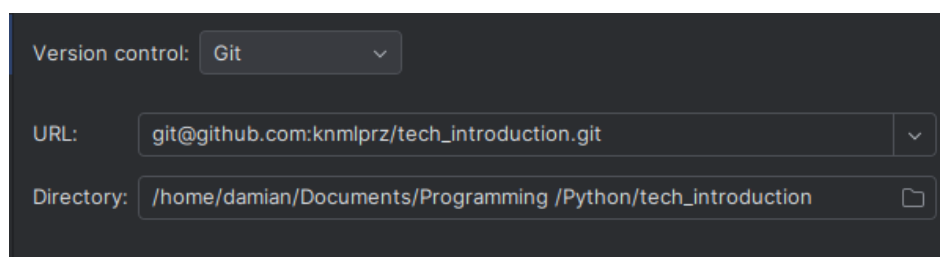 Version control: Git
URL: git@github.com:knmlprz/tech_introduction.git
Directory: /home/damian/Documents/Programming /Python/tech_introduction